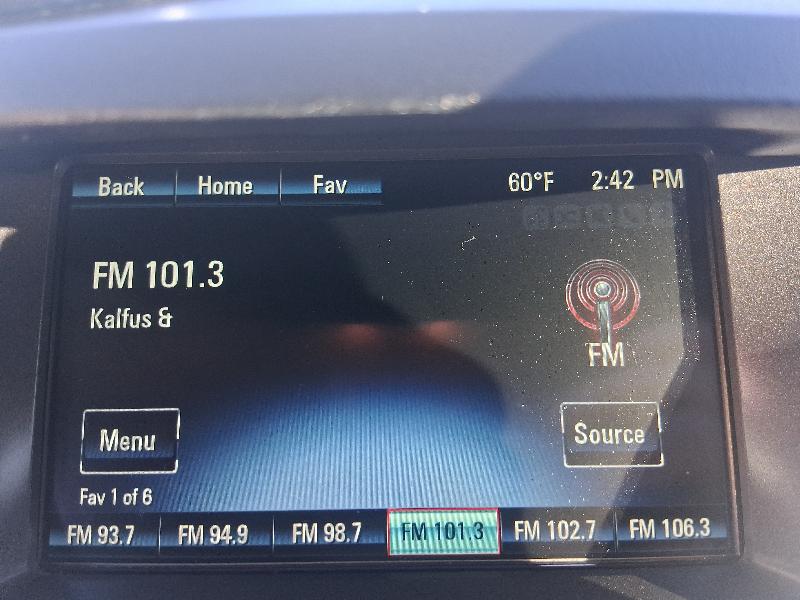 Back Home Fav 60°F 2:42 PM
FM 101.3
Kalfus &
FM
Menu Source
Fav 1 of 6
FM 93.7 FM 94.9 FM 98.7 FM 101.3 FM 102.7 FM 106.3